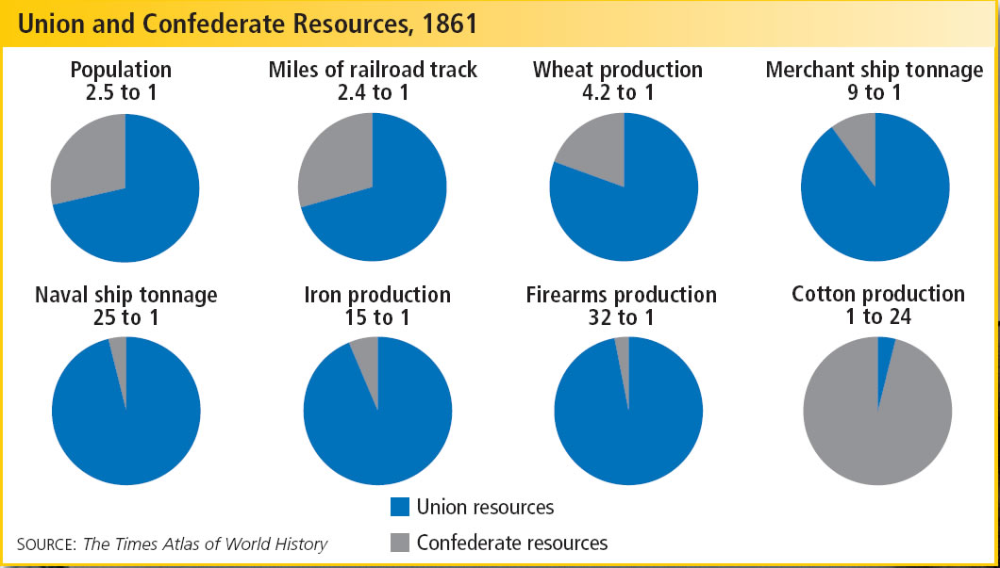 Union and Confederate Resources, 1861
Population
2.5 to 1
Miles of railroad track
2.4 to 1
Wheat production
4.2 to 1
Merchant ship tonnage
9 to 1
Naval ship tonnage
25 to 1
Iron production
15 to 1
Firearms production
32 to 1
Cotton production
1 to 24
Union resources
Confederate resources
SOURCE: The Times Atlas of World History